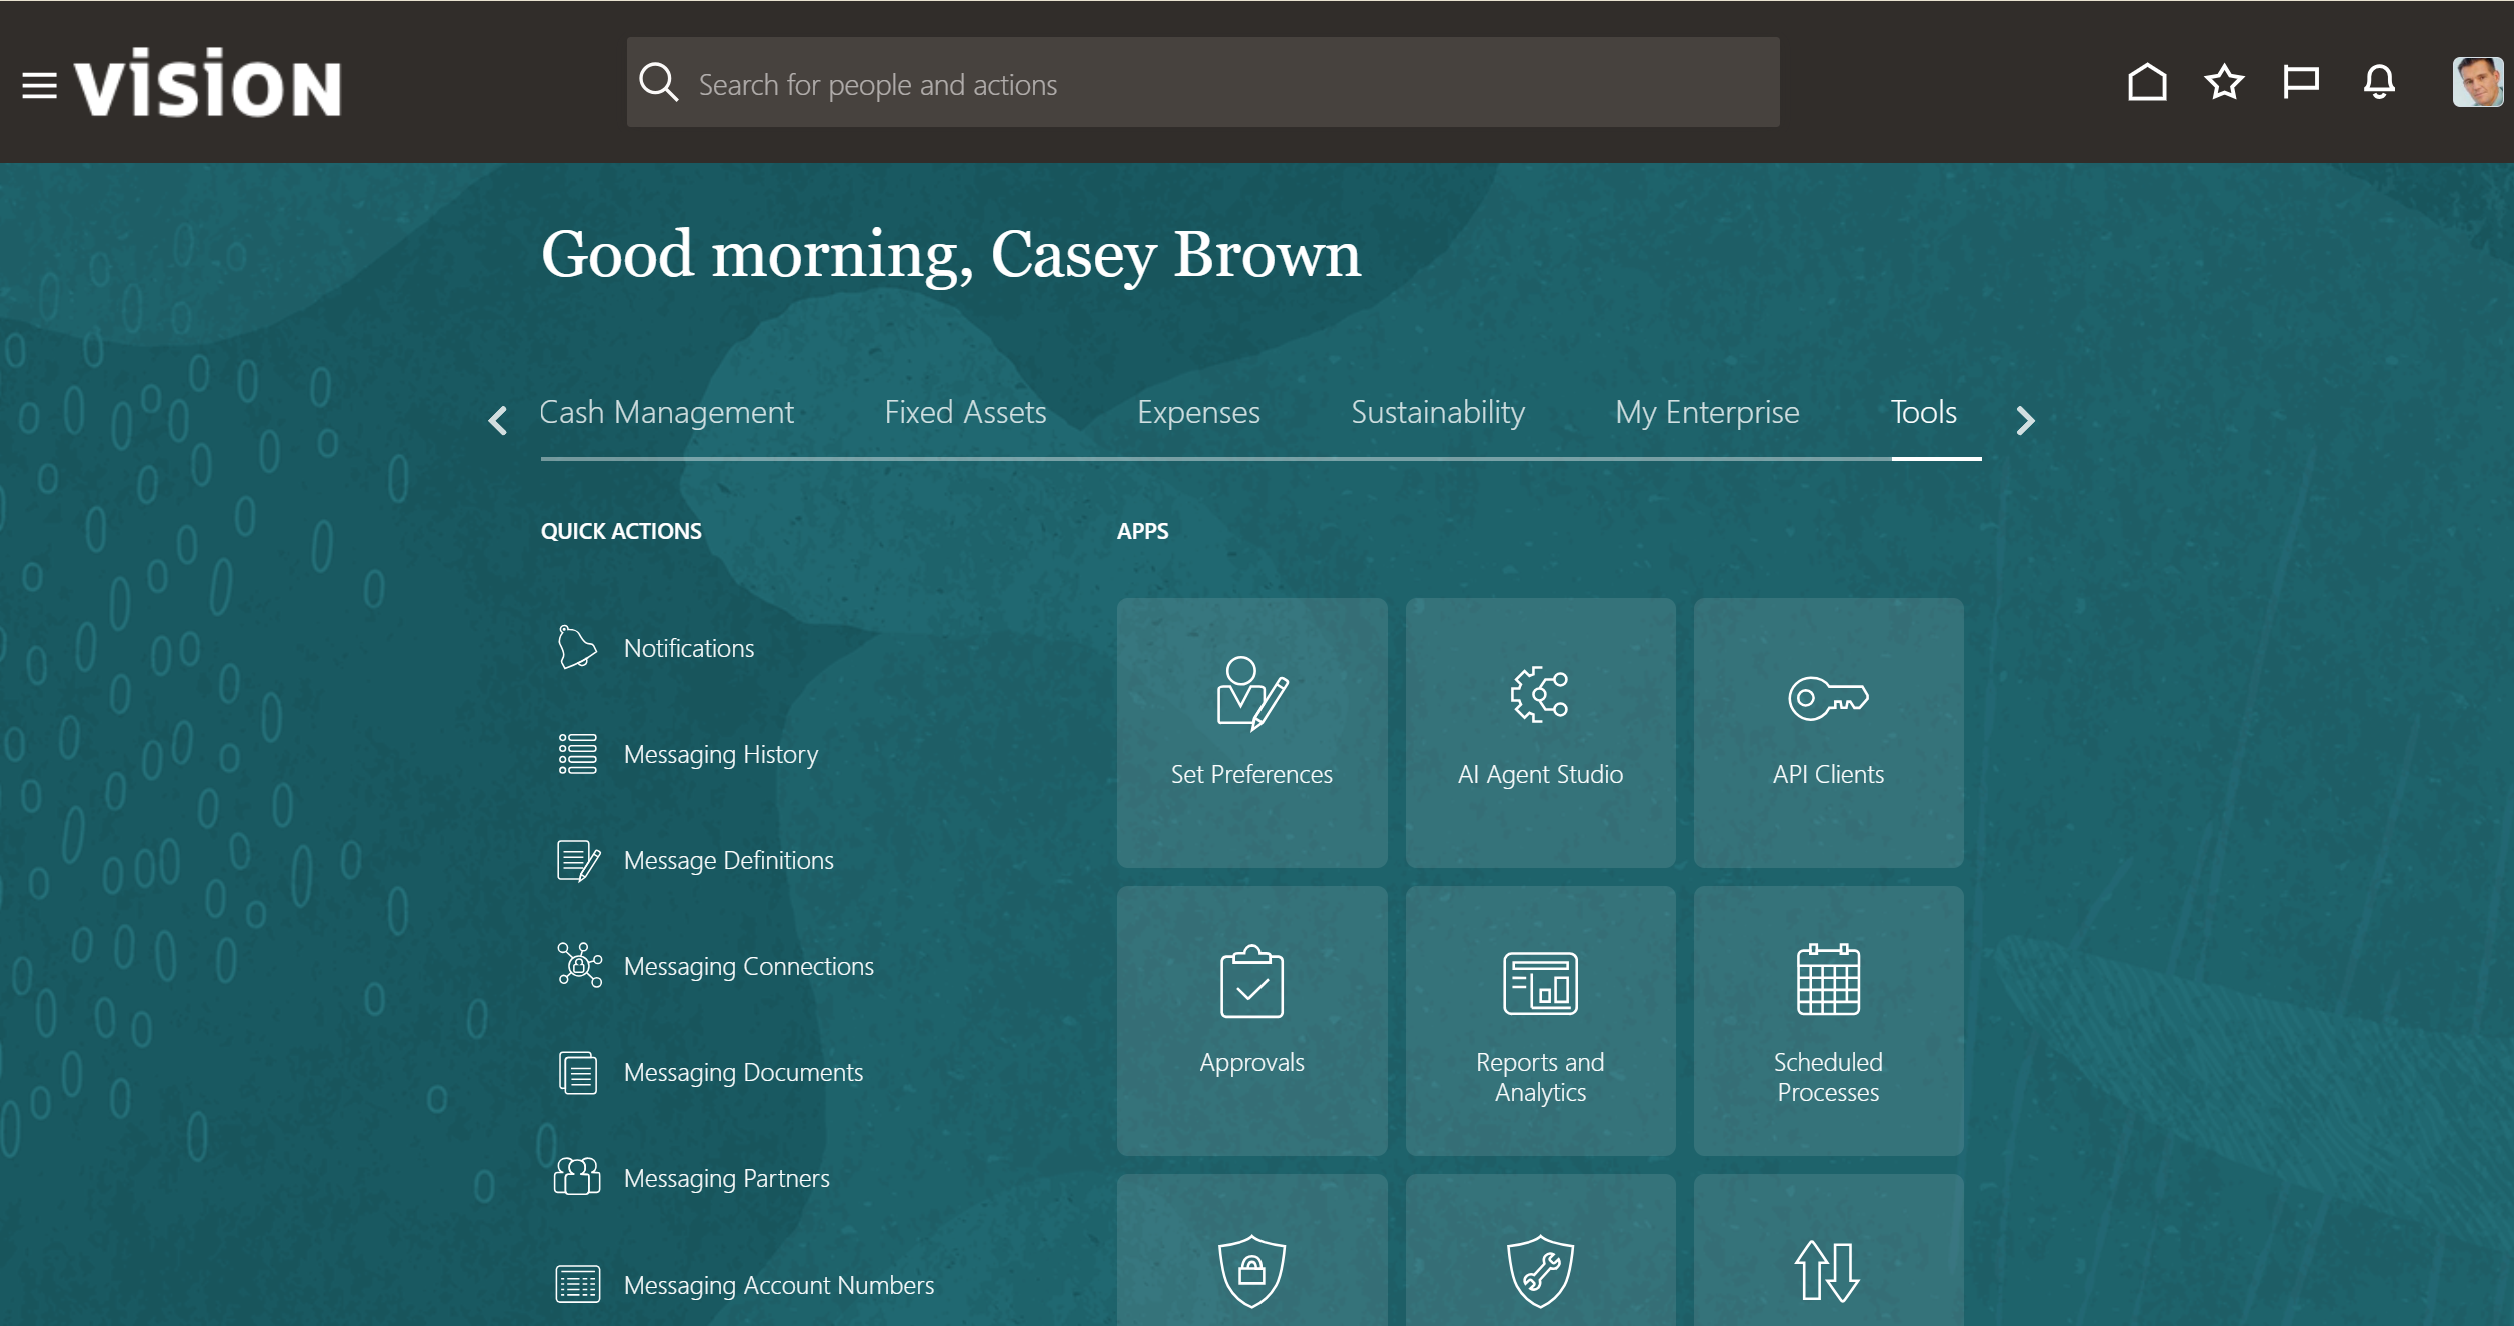 vision
Search for people and actions
Good morning, Casey Brown
Cash Management
Fixed Assets
Expenses
Sustainability
My Enterprise
Tools
QUICK ACTIONS
Notifications
Messaging History
Message Definitions
Messaging Connections
Messaging Documents
Messaging Partners
Messaging Account Numbers
APPS
Set Preferences
AI Agent Studio
API Clients
Approvals
Reports and
Analytics
Scheduled
Processes